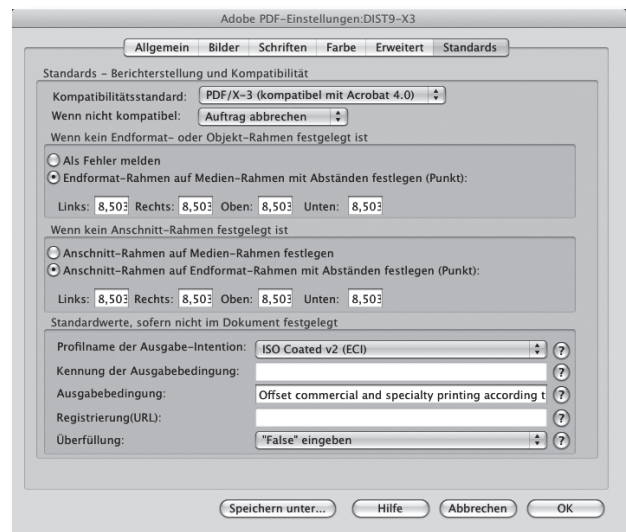 Adobe PDF-Einstellungen:DIST9-X3
Allgemein Bilder Schriften Farbe Erweitert Standards
Standards – Berichterstellung und Kompatibilität
Kompatibilitätsstandard: PDF/X-3 (kompatibel mit Acrobat 4.0)
Wenn nicht kompatibel: Auftrag abbrechen
Wenn kein Endformat- oder Objekt-Rahmen festgelegt ist
Als Fehler melden
Endformat-Rahmen auf Medien-Rahmen mit Abständen festlegen (Punkt):
Links: 8,503 Rechts: 8,503 Oben: 8,503 Unten: 8,503
Wenn kein Anschnitt-Rahmen festgelegt ist
Anschnitt-Rahmen auf Medien-Rahmen festlegen
Anschnitt-Rahmen auf Endformat-Rahmen mit Abständen festlegen (Punkt):
Links: 8,503 Rechts: 8,503 Oben: 8,503 Unten: 8,503
Standardwerte, sofern nicht im Dokument festgelegt
Profilname der Ausgabe-Intention: ISO Coated v2 (ECI) ?
Kennung der Ausgabebedingung: ?
Ausgabebedingung: Offset commercial and specialty printing according t ?
Registrierung(URL): ?
Überfüllung: "False" eingeben ?
Speichern unter... Hilfe Abbrechen OK